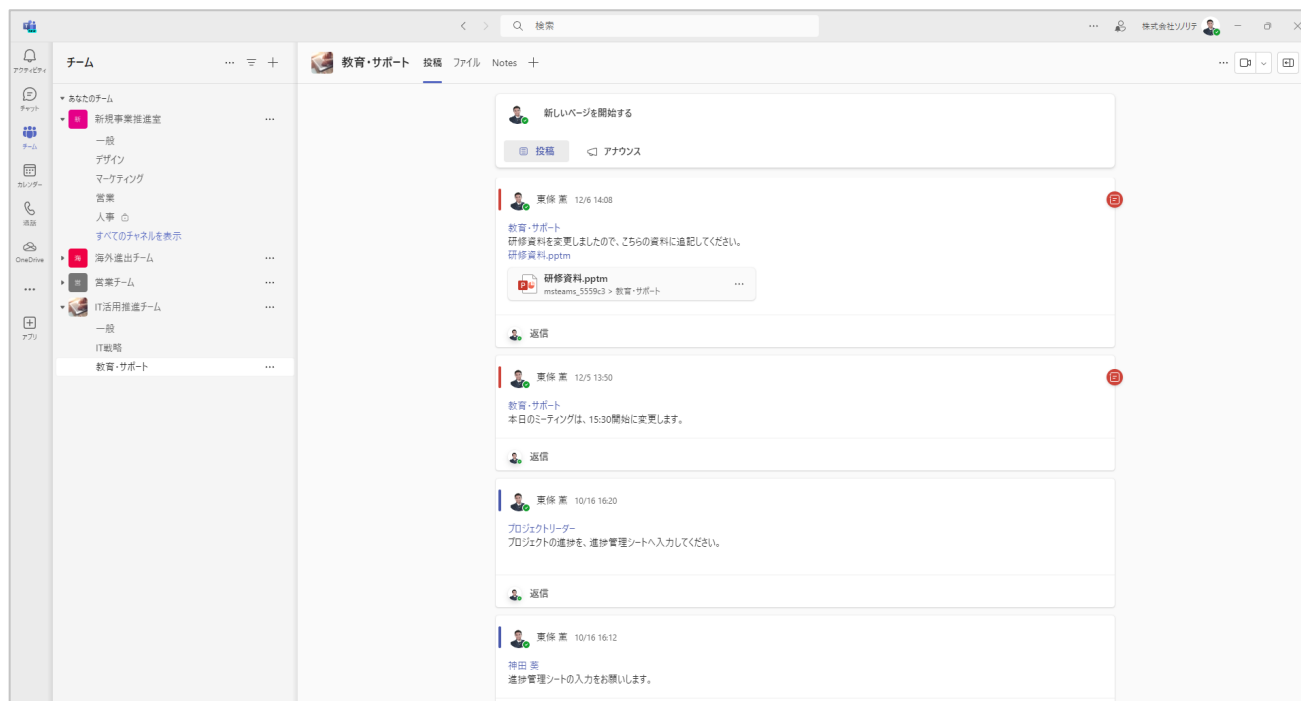 検索
株式会社ソノリテ
アクティビティ
チャット
チーム
カレンダー
通話
OneDrive
アプリ
チーム
あなたのチーム
新規事業推進室
一般
デザイン
マーケティング
営業
人事
すべてのチャネルを表示
海 海外進出チーム
営 営業チーム
IT活用推進チーム
一般
IT戦略
教育・サポート
教育・サポート 投稿 ファイル Notes
新しいページを開始する
投稿 アナウンス
東條 薫 12/6 14:08
教育・サポート
研修資料を変更しましたので、こちらの資料に追記してください。
研修資料.pptm
研修資料.pptm
msteams_5559c3 > 教育・サポート
返信
東條 薫 12/5 13:50
教育・サポート
本日のミーティングは、15:30開始に変更します。
返信
東條 薫 10/16 16:20
プロジェクトリーダー
プロジェクトの進捗を、進捗管理シートへ入力してください。
返信
東條 薫 10/16 16:12
神田 葵
進捗管理シートの入力をお願いします。